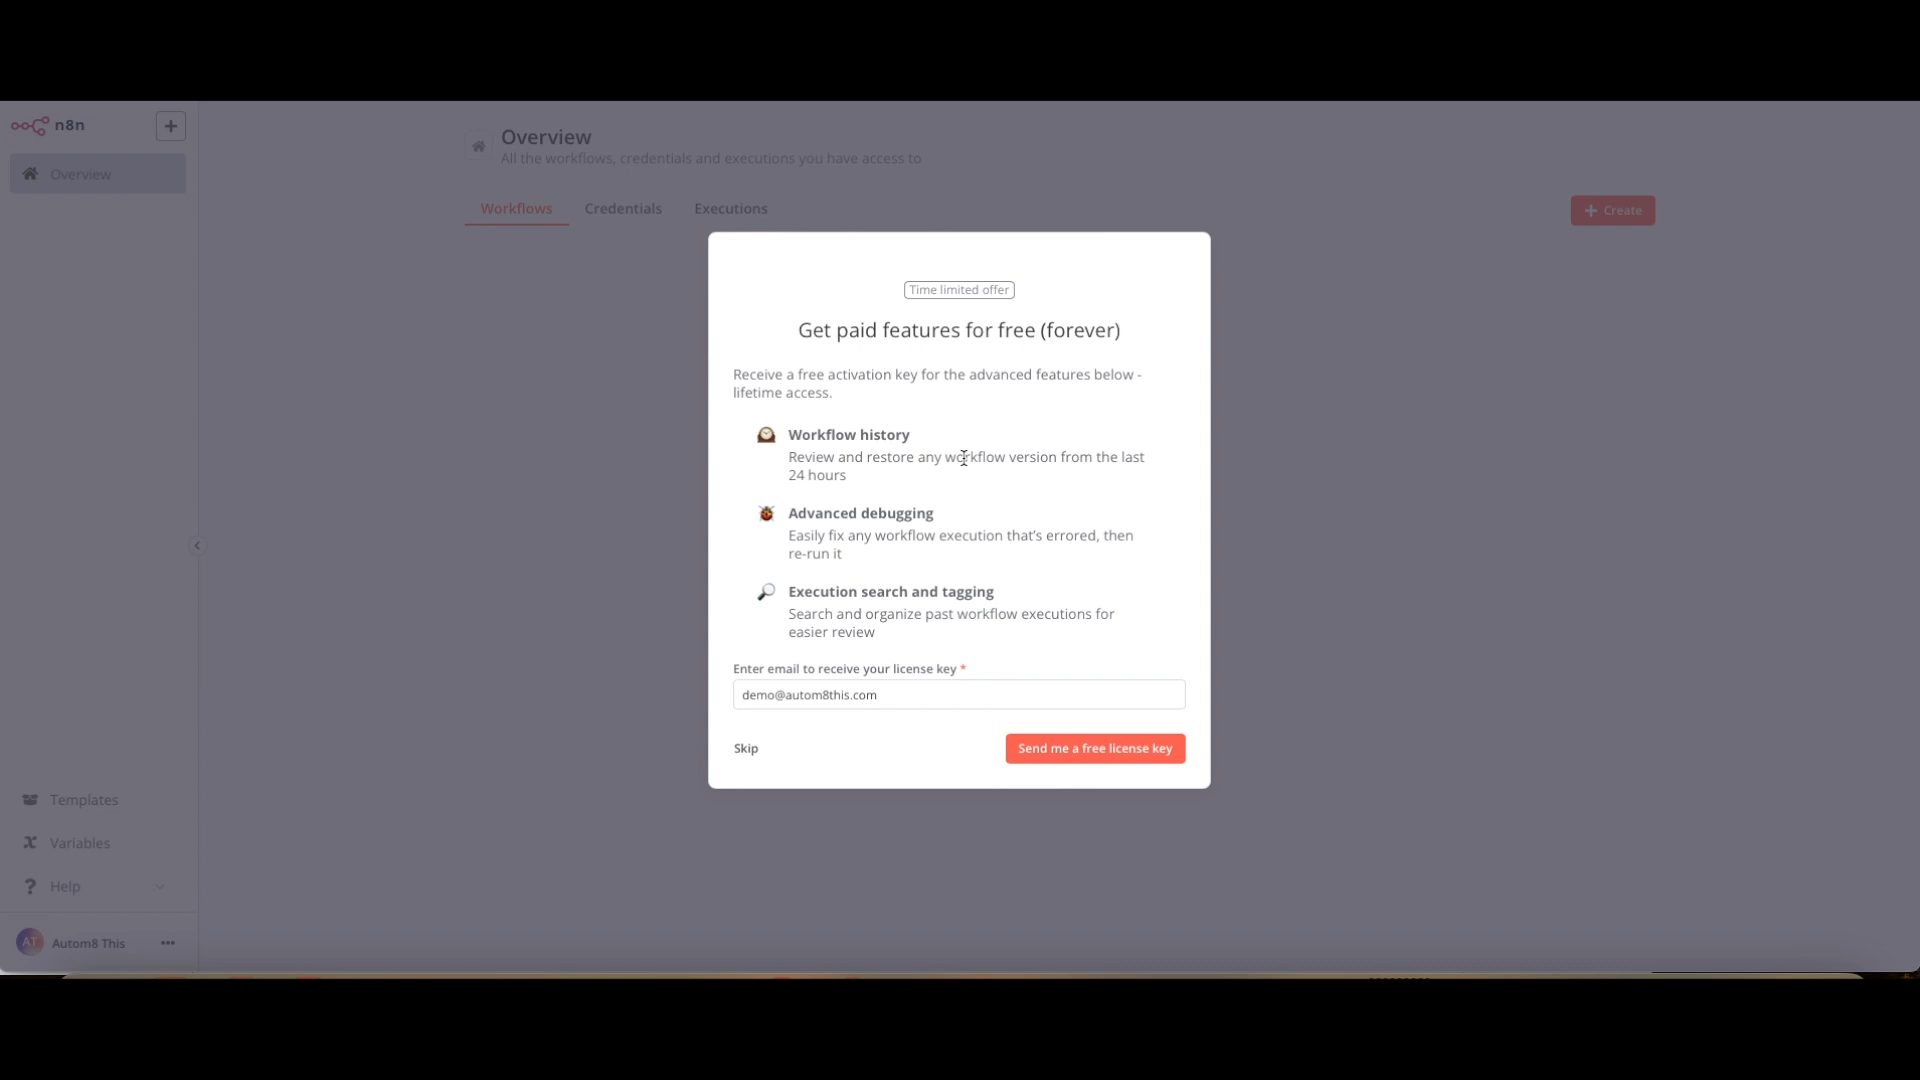 n8n
Overview
Overview
All the workflows, credentials and executions you have access to
Workflows
Credentials
Executions
Create
Time limited offer
Get paid features for free (forever)
Receive a free activation key for the advanced features below -
lifetime access.
Workflow history
Review and restore any workflow version from the last
24 hours
Advanced debugging
Easily fix any workflow execution that's errored, then
re-run it
Execution search and tagging
Search and organize past workflow executions for
easier review
Enter email to receive your license key *
demo@autom8this.com
Skip
Send me a free license key
Templates
Variables
Help
AT
Autom8 This